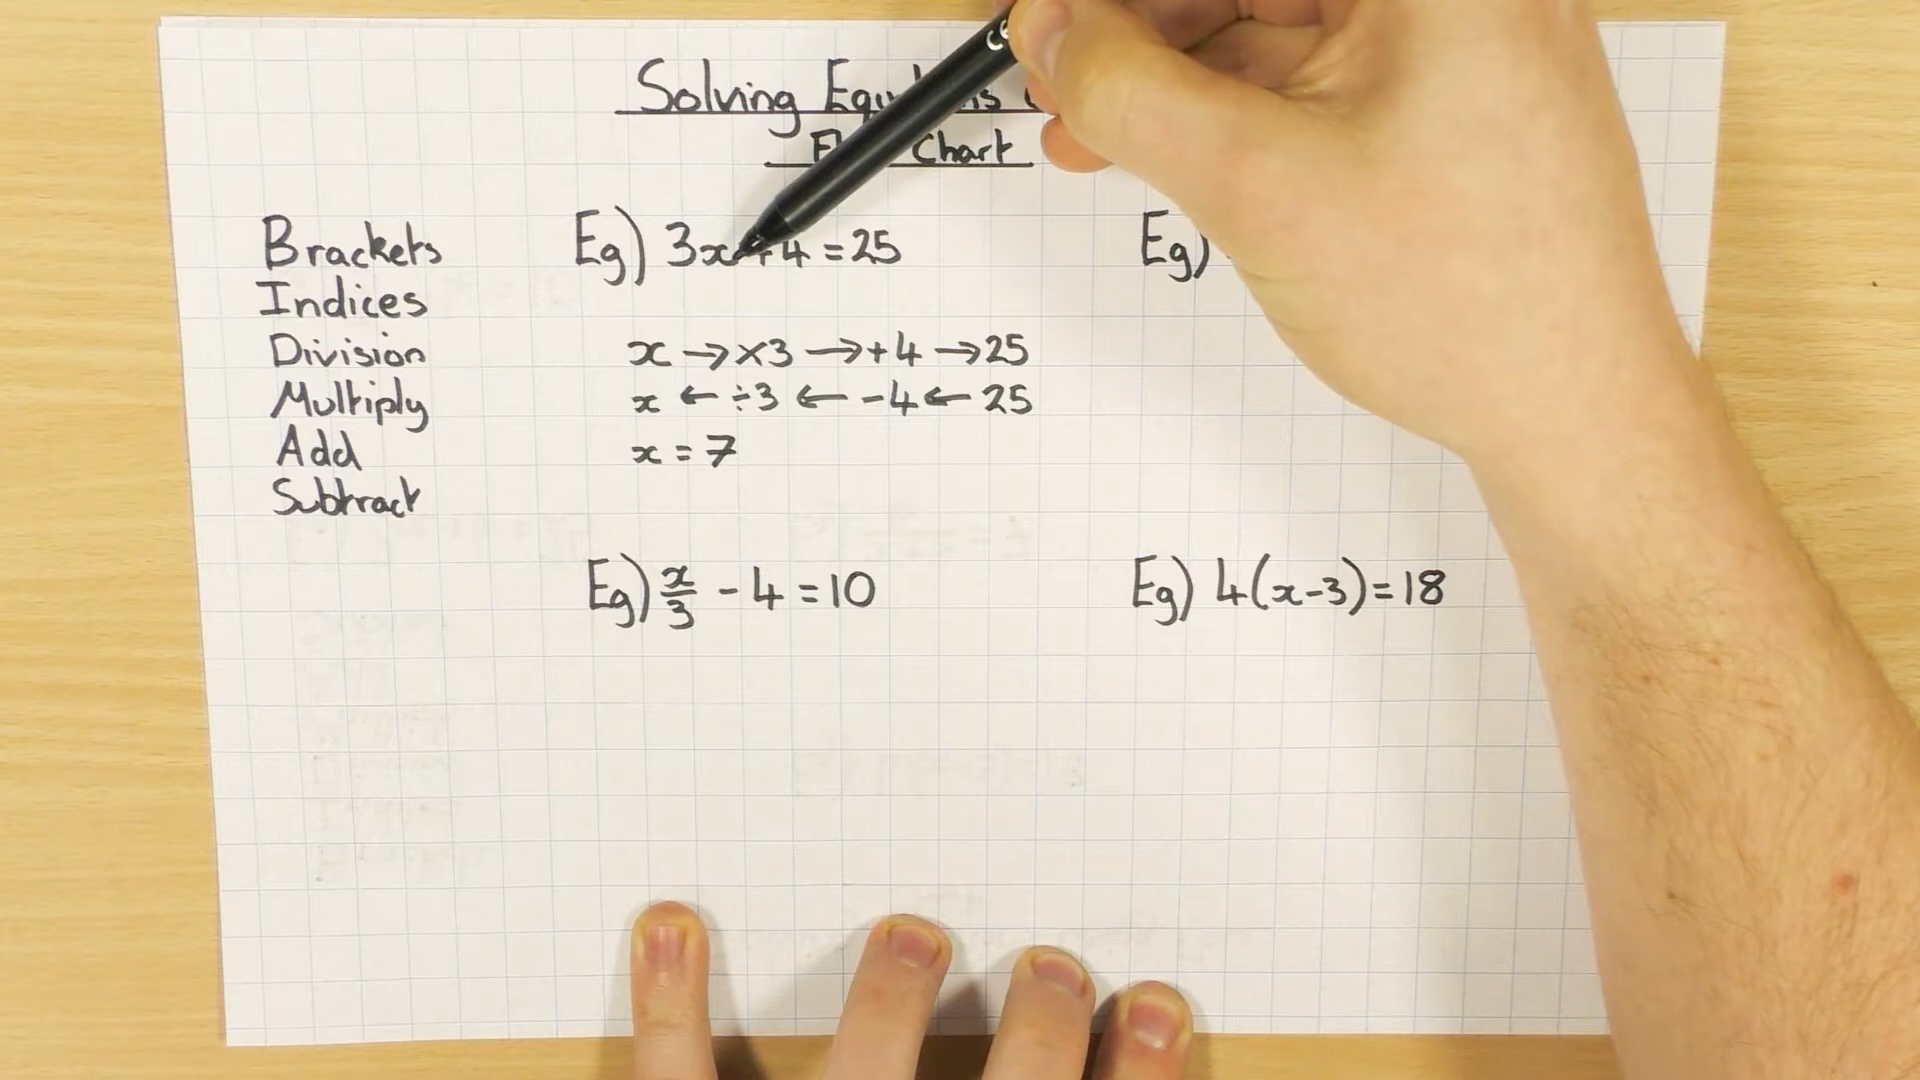 Solving
Chart
Brackets
Indices
Division
Multiply
Add
Subtract
Eg) 3x+4=25
x → ×3 → +4 → 25
x ← ÷3 ← -4 ← 25
x = 7
Eg)
Eg) x/3 - 4 = 10
Eg) 4(x-3)=18